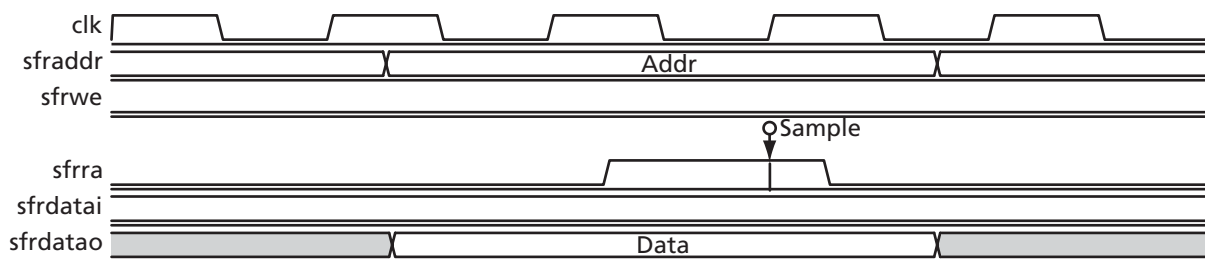 clk
sfraddr
Addr
sfrwe
Sample
sfrra
sfrdatai
sfrdatao
Data